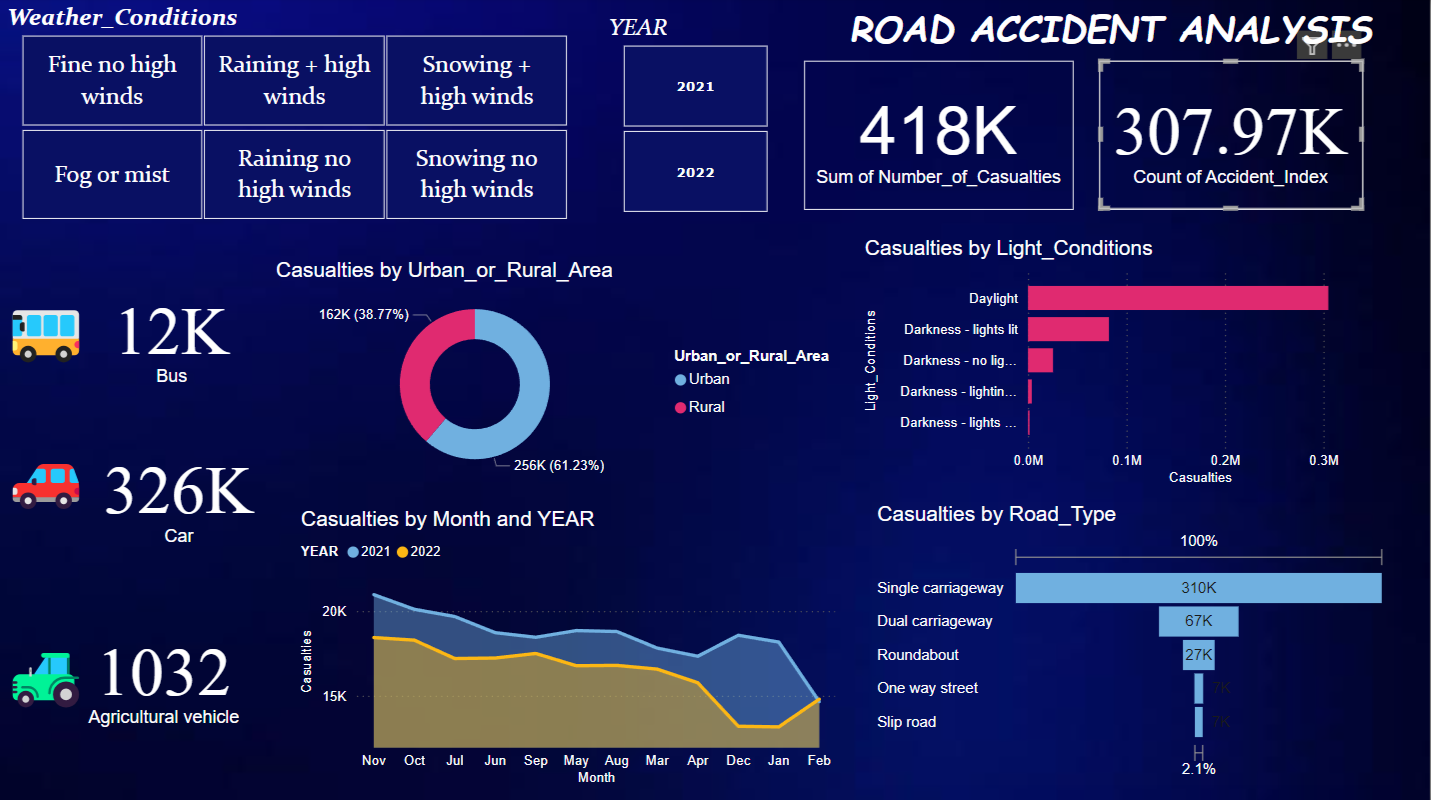 Weather_Conditions
Fine no high
winds
Raining + high
winds
Snowing +
high winds
Fog or mist
Raining no
high winds
Snowing no
high winds
YEAR
2021
2022
ROAD ACCIDENT ANALYSIS
418K
Sum of Number_of_Casualties
307.97K
Count of Accident_Index
12K
Bus
326K
Car
1032
Agricultural vehicle
Casualties by Urban_or_Rural_Area
162K (38.77%)
256K (61.23%)
Urban_or_Rural_Area
Urban
Rural
Casualties by Light_Conditions
Light_Conditions
Daylight
Darkness - lights lit
Darkness - no lig...
Darkness - lightin...
Darkness - lights ...
0.0M 0.1M 0.2M 0.3M
Casualties
Casualties by Month and YEAR
YEAR 2021 2022
Casualties
20K
15K
Nov Oct Jul Jun Sep May Aug Mar Apr Dec Jan Feb
Month
Casualties by Road_Type
100%
Single carriageway 310K
Dual carriageway 67K
Roundabout 27K
One way street 7K
Slip road 7K
2.1%